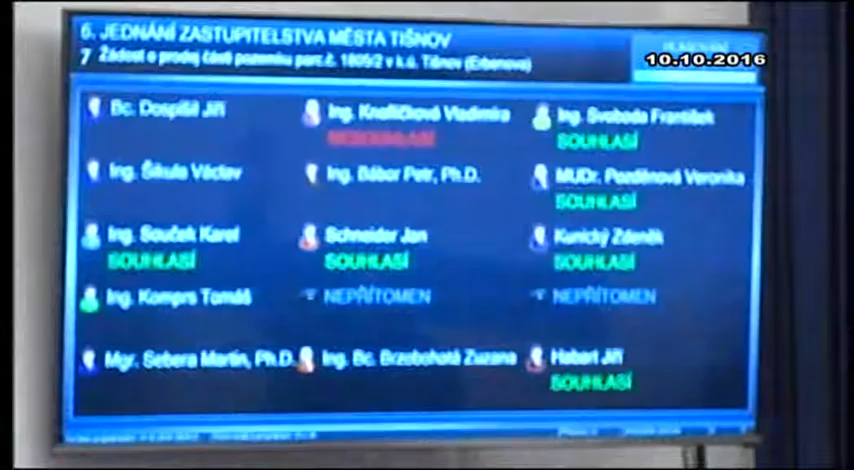 6. JEDNÁNÍ ZASTUPITELSTVA MĚSTA TIŠNOV
7 Žádost o prodej části pozemku parc.č. 1805/2 v k.ú. Tišnov (Erbenova)
10.10.2016
Bc. Dospíšil Jiří Ing. Knoflíčková Vladimíra Ing. Svoboda František
NESOUHLASÍ SOUHLASÍ
Ing. Šikula Václav Ing. Bábor Petr, Ph.D. MUDr. Pozděnová Veronika
SOUHLASÍ
Ing. Souček Karel Schneider Jan Kunický Zdeněk
SOUHLASÍ SOUHLASÍ SOUHLASÍ
Ing. Komprs Tomáš NEPŘÍTOMEN NEPŘÍTOMEN
Mgr. Sebera Martin, Ph.D. Ing. Bc. Brzobohatá Zuzana Habart Jiří
SOUHLASÍ